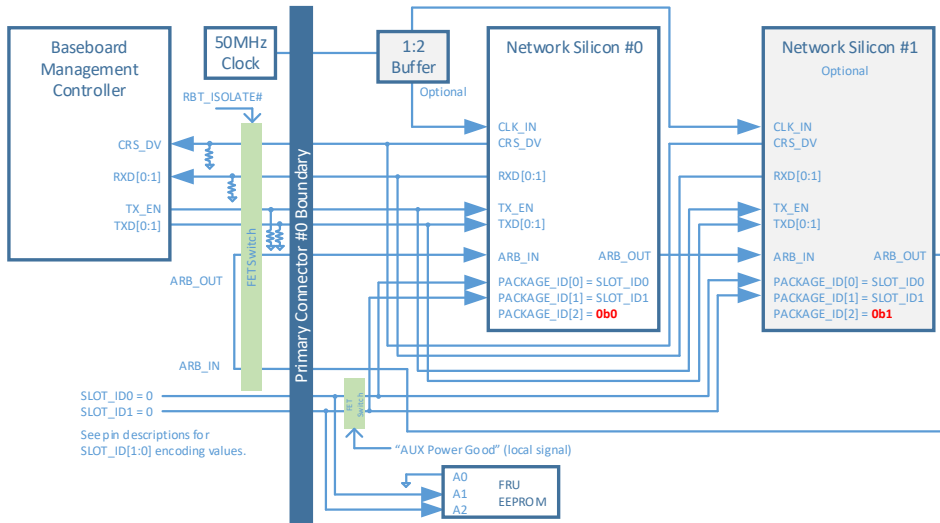 Baseboard
Management
Controller
CRS_DV
RXD[0:1]
TX_EN
TXD[0:1]
50MHz
Clock
RBT_ISOLATE#
FET Switch
ARB_OUT
ARB_IN
Primary Connector #0 Boundary
1:2
Buffer
Optional
Network Silicon #0
CLK_IN
CRS_DV
RXD[0:1]
TX_EN
TXD[0:1]
ARB_IN
ARB_OUT
PACKAGE_ID[0] = SLOT_ID0
PACKAGE_ID[1] = SLOT_ID1
PACKAGE_ID[2] = 0b0
Network Silicon #1
Optional
CLK_IN
CRS_DV
RXD[0:1]
TX_EN
TXD[0:1]
ARB_IN
ARB_OUT
PACKAGE_ID[0] = SLOT_ID0
PACKAGE_ID[1] = SLOT_ID1
PACKAGE_ID[2] = 0b1
SLOT_ID0 = 0
SLOT_ID1 = 0
See pin descriptions for
SLOT_ID[1:0] encoding values.
FET
Switch
“AUX Power Good” (local signal)
A0
A1
A2
FRU
EEPROM